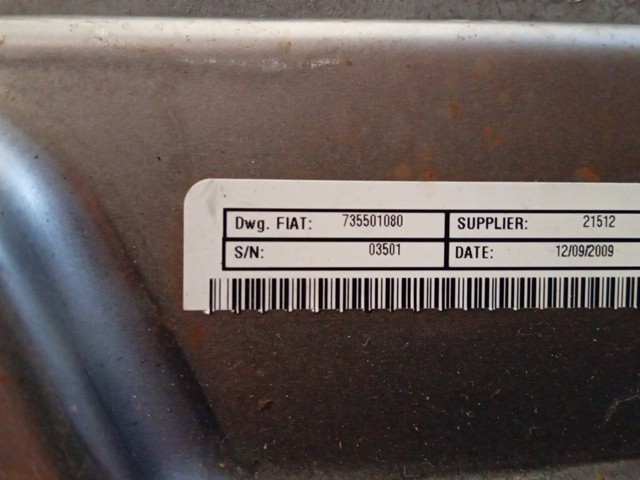 Dwg. FIAT: 735501080 SUPPLIER: 21512
S/N: 03501 DATE: 12/09/2009